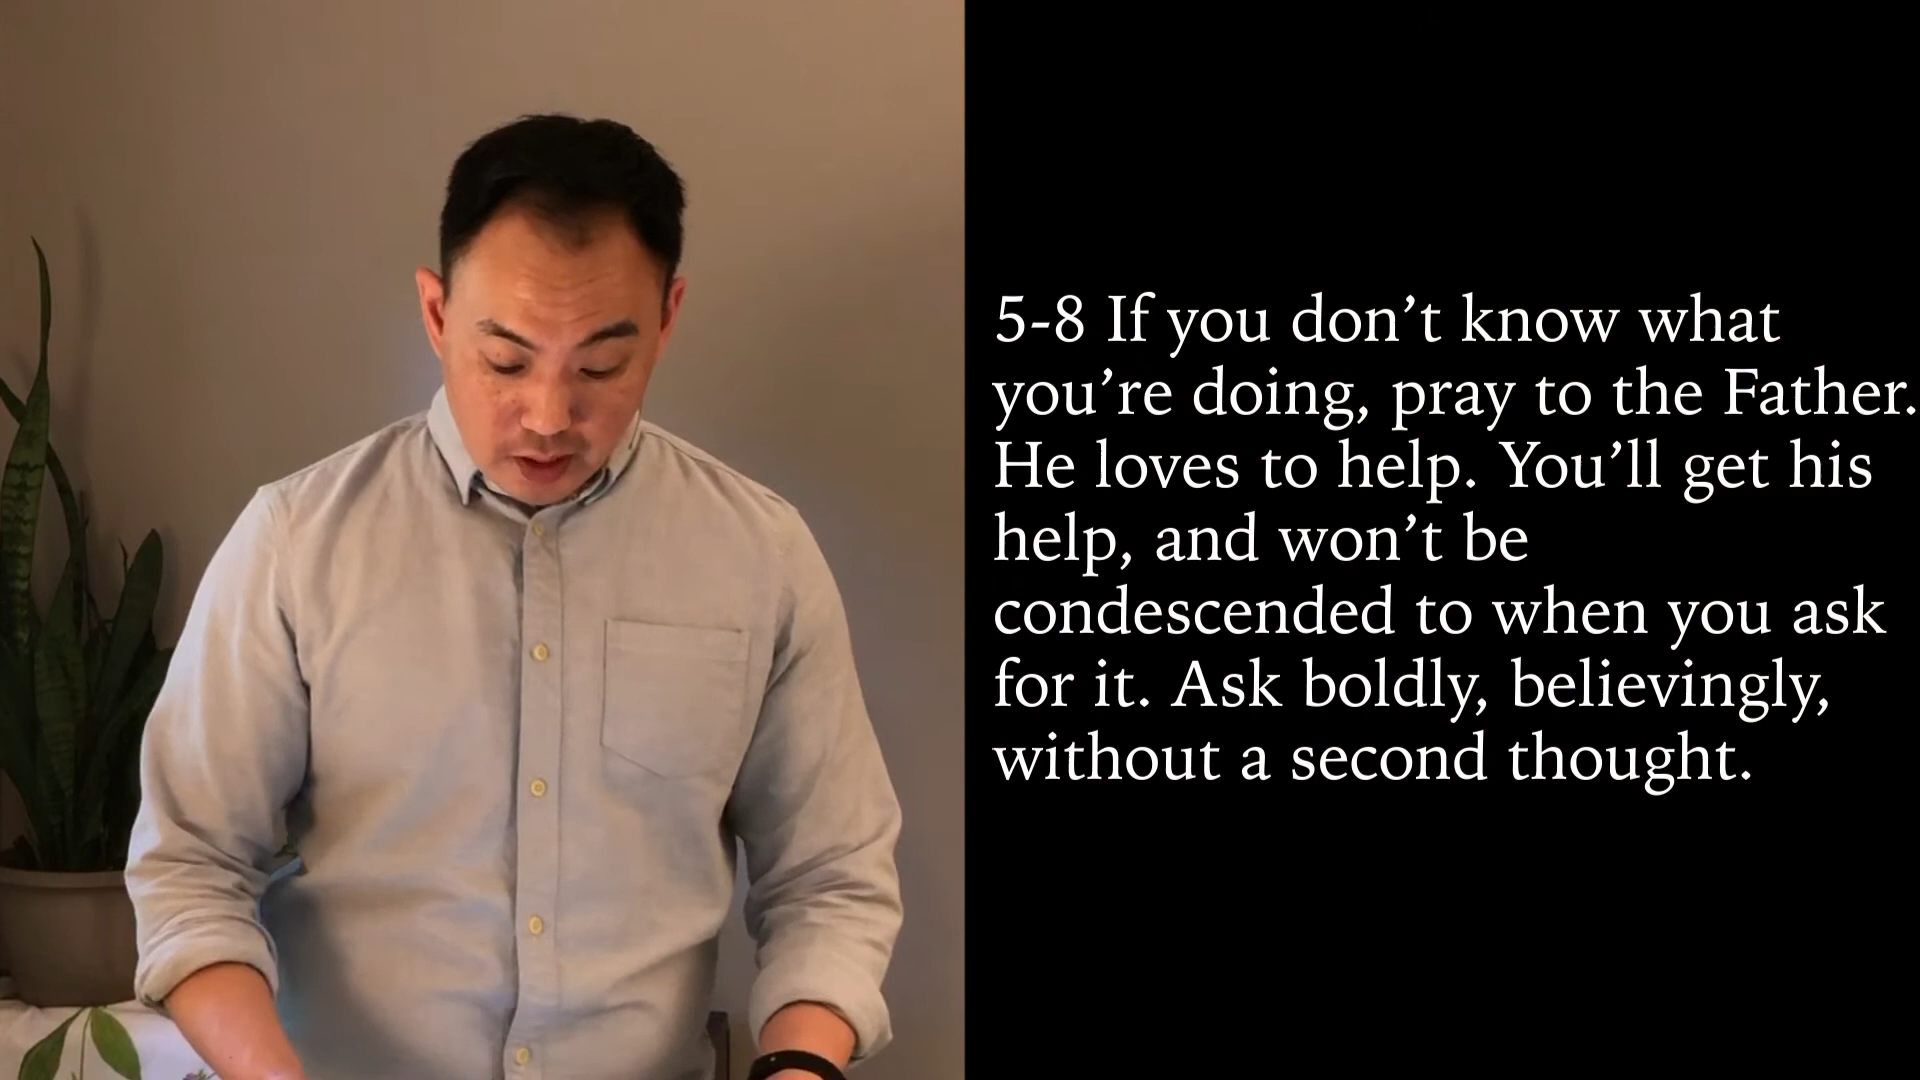 5-8 If you don’t know what
you’re doing, pray to the Father.
He loves to help. You’ll get his
help, and won’t be
condescended to when you ask
for it. Ask boldly, believingly,
without a second thought.